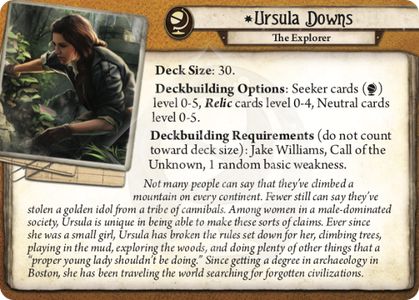 *Ursula Downs
The Explorer
Deck Size: 30.
Deckbuilding Options: Seeker cards ( )
level 0-5, Relic cards level 0-4, Neutral cards
level 0-5.
Deckbuilding Requirements (do not count
toward deck size): Jake Williams, Call of the
Unknown, 1 random basic weakness.
Not many people can say that they've climbed a
mountain on every continent. Fewer still can say they've
stolen a golden idol from a tribe of cannibals. Among women in a male-dominated
society, Ursula is unique in being able to make these sorts of claims. Ever since
she was a small girl, Ursula has broken the rules set down for her, climbing trees,
playing in the mud, exploring the woods, and doing plenty of other things that a
"proper young lady shouldn't be doing." Since getting a degree in archaeology in
Boston, she has been traveling the world searching for forgotten civilizations.